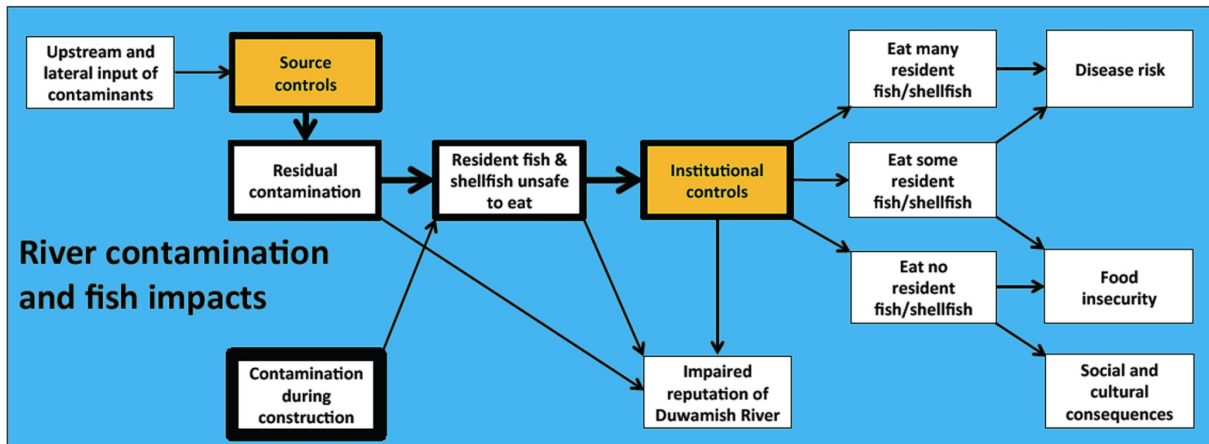 Upstream and
lateral input of
contaminants
Source
controls
Residual
contamination
Resident fish &
shellfish unsafe
to eat
Institutional
controls
Eat many
resident
fish/shellfish
Disease risk
Eat some
resident
fish/shellfish
Eat no
resident
fish/shellfish
Food
insecurity
Social and
cultural
consequences
River contamination
and fish impacts
Contamination
during
construction
Impaired
reputation of
Duwamish River